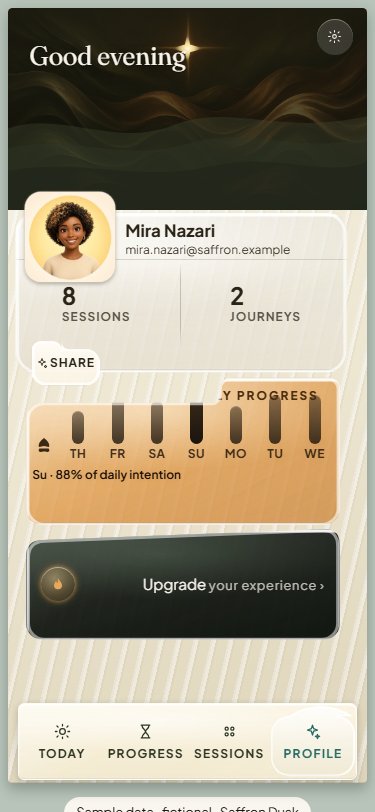 Good evening
Mira Nazari
mira.nazari@saffron.example
8
SESSIONS
2
JOURNEYS
SHARE
LY PROGRESS
TH FR SA SU MO TU WE
Su · 88% of daily intention
Upgrade your experience ›
TODAY PROGRESS SESSIONS PROFILE